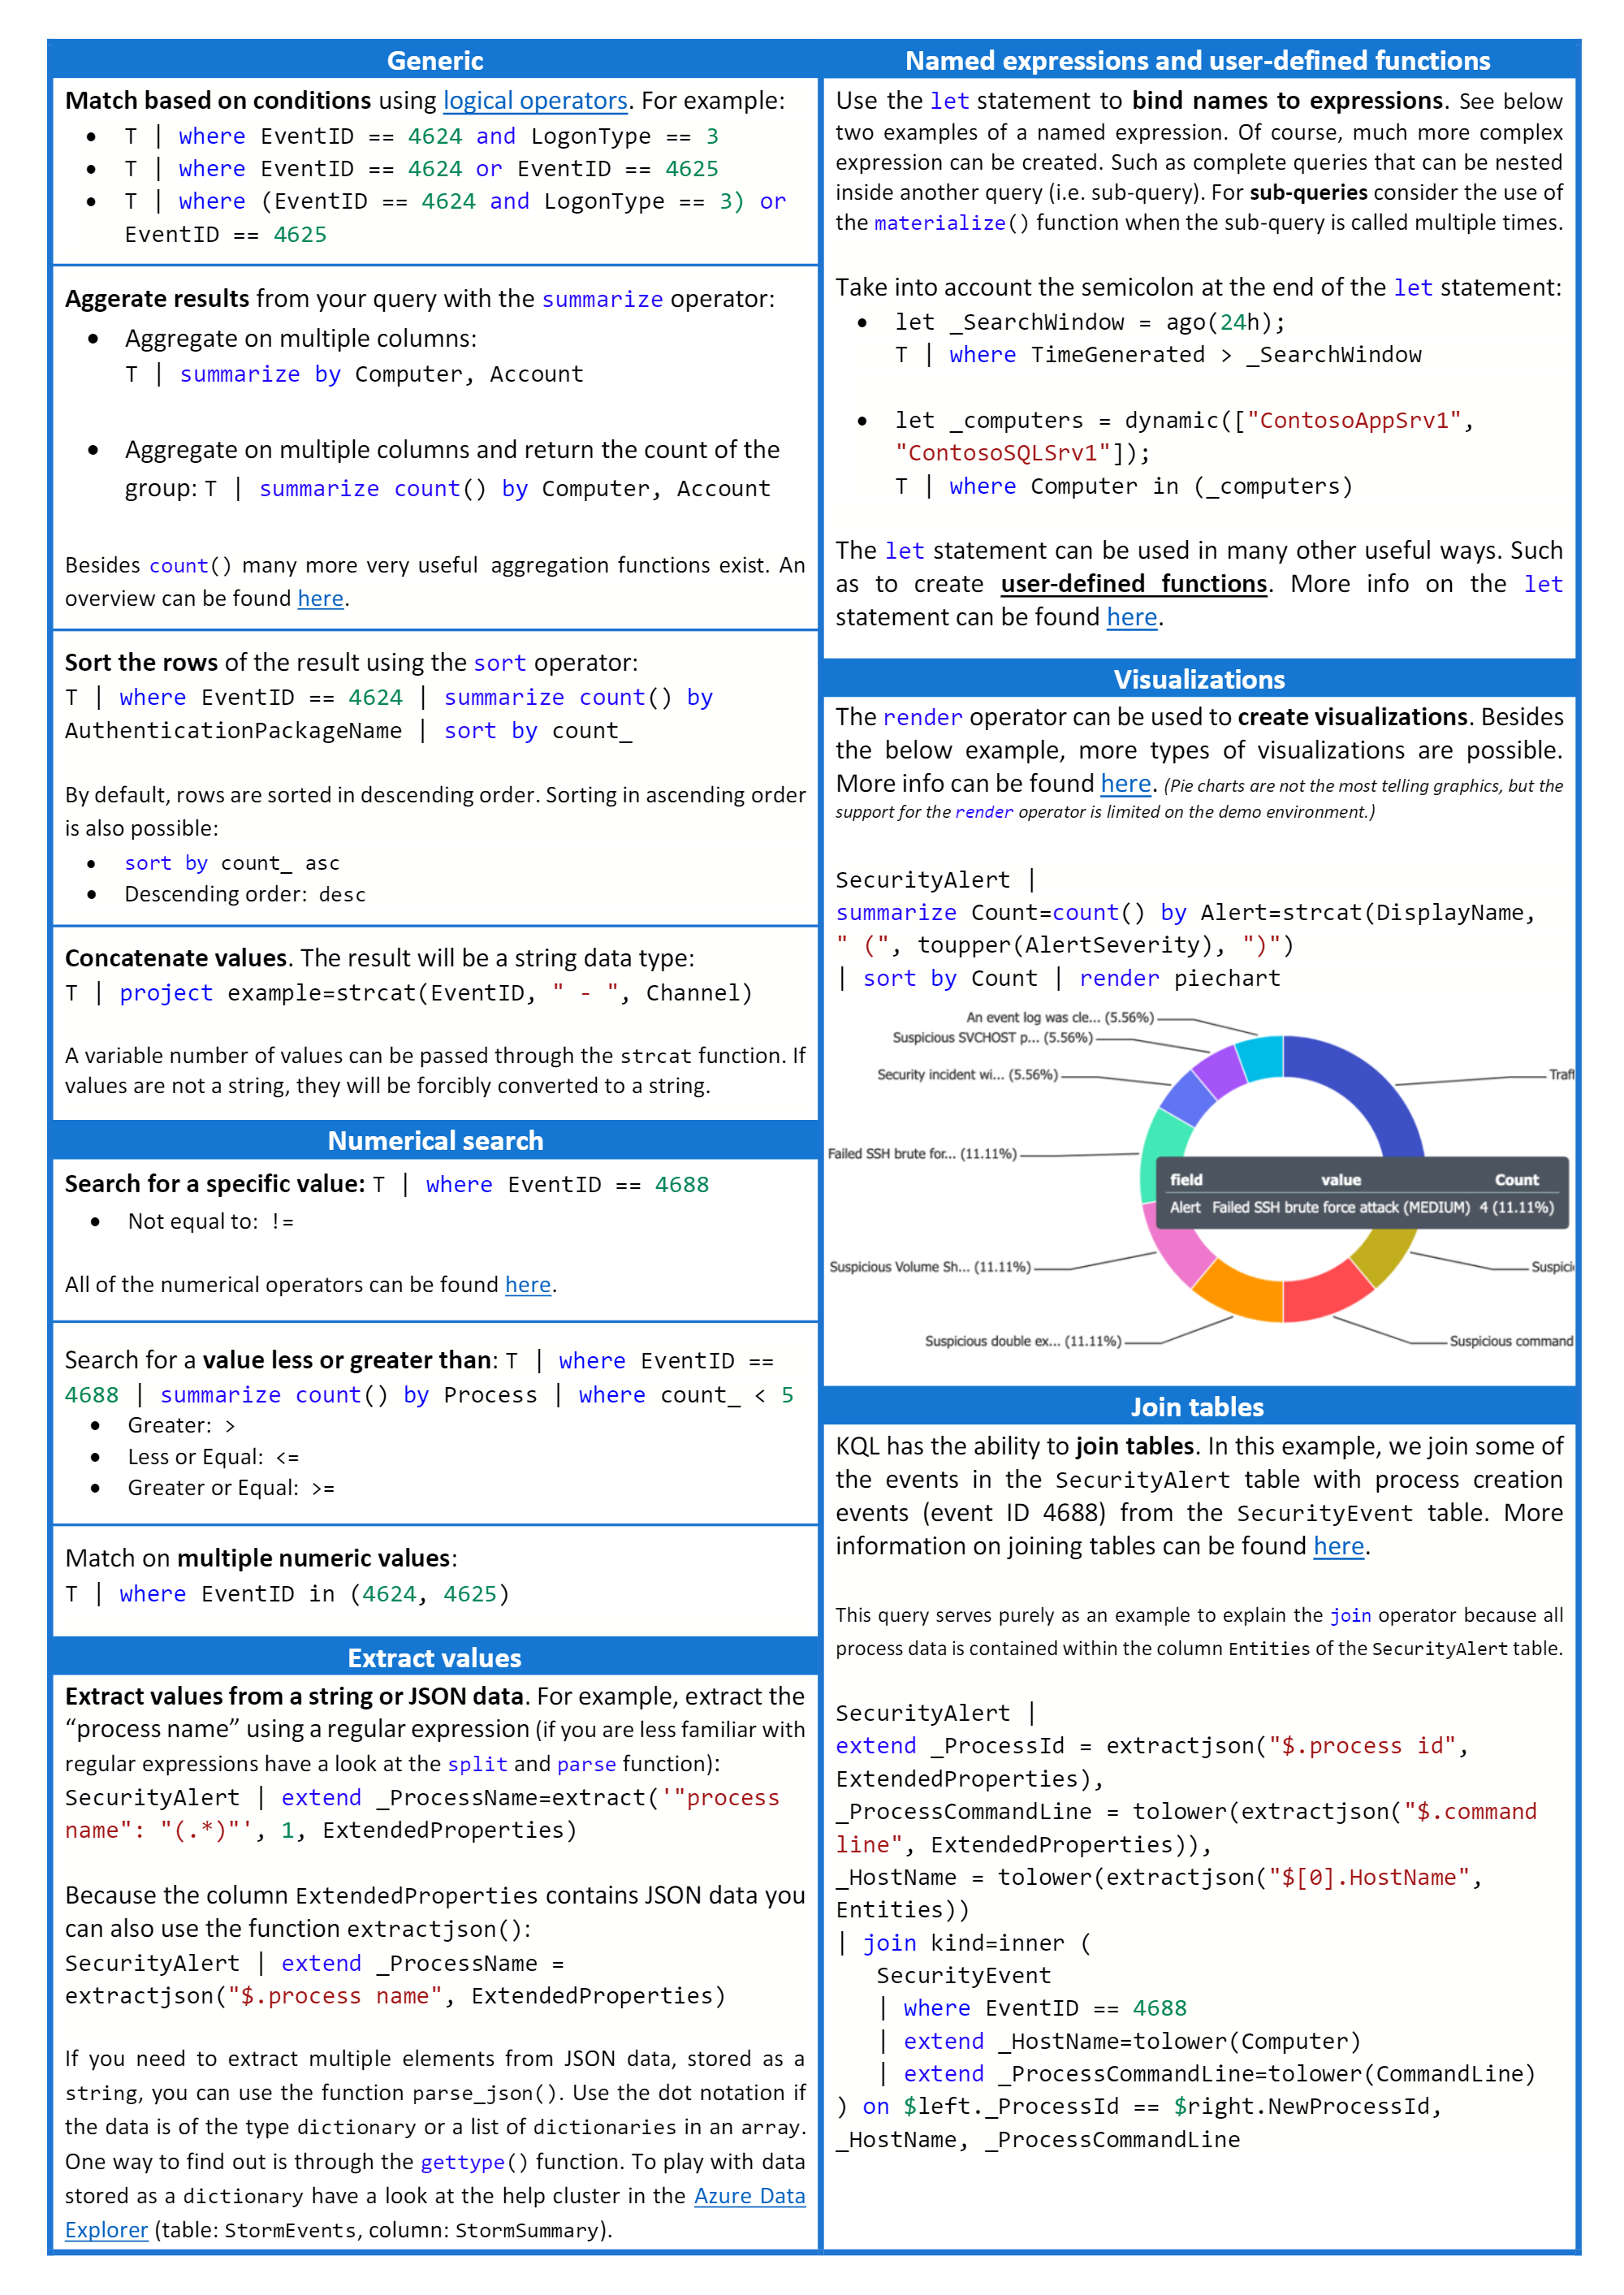 Generic
Match based on conditions using logical operators. For example:
• T | where EventID == 4624 and LogonType == 3
• T | where EventID == 4624 or EventID == 4625
• T | where (EventID == 4624 and LogonType == 3) or
EventID == 4625
Aggerate results from your query with the summarize operator:
• Aggregate on multiple columns:
T | summarize by Computer, Account
• Aggregate on multiple columns and return the count of the
group: T | summarize count() by Computer, Account
Besides count() many more very useful aggregation functions exist. An
overview can be found here.
Sort the rows of the result using the sort operator:
T | where EventID == 4624 | summarize count() by
AuthenticationPackageName | sort by count_
By default, rows are sorted in descending order. Sorting in ascending order
is also possible:
• sort by count_ asc
• Descending order: desc
Concatenate values. The result will be a string data type:
T | project example=strcat(EventID, " - ", Channel)
A variable number of values can be passed through the strcat function. If
values are not a string, they will be forcibly converted to a string.
Numerical search
Search for a specific value: T | where EventID == 4688
• Not equal to: !=
All of the numerical operators can be found here.
Search for a value less or greater than: T | where EventID ==
4688 | summarize count() by Process | where count_ < 5
• Greater: >
• Less or Equal: <=
• Greater or Equal: >=
Match on multiple numeric values:
T | where EventID in (4624, 4625)
Extract values
Extract values from a string or JSON data. For example, extract the
“process name” using a regular expression (if you are less familiar with
regular expressions have a look at the split and parse function):
SecurityAlert | extend _ProcessName=extract('"process
name": "(.*)"', 1, ExtendedProperties)
Because the column ExtendedProperties contains JSON data you
can also use the function extractjson():
SecurityAlert | extend _ProcessName =
extractjson("$.process name", ExtendedProperties)
If you need to extract multiple elements from JSON data, stored as a
string, you can use the function parse_json(). Use the dot notation if
the data is of the type dictionary or a list of dictionaries in an array.
One way to find out is through the gettype() function. To play with data
stored as a dictionary have a look at the help cluster in the Azure Data
Explorer (table: StormEvents, column: StormSummary).
Named expressions and user-defined functions
Use the let statement to bind names to expressions. See below
two examples of a named expression. Of course, much more complex
expression can be created. Such as complete queries that can be nested
inside another query (i.e. sub-query). For sub-queries consider the use of
the materialize() function when the sub-query is called multiple times.
Take into account the semicolon at the end of the let statement:
• let _SearchWindow = ago(24h);
T | where TimeGenerated > _SearchWindow
• let _computers = dynamic(["ContosoAppSrv1",
"ContosoSQLSrv1"]);
T | where Computer in (_computers)
The let statement can be used in many other useful ways. Such
as to create user-defined functions. More info on the let
statement can be found here.
Visualizations
The render operator can be used to create visualizations. Besides
the below example, more types of visualizations are possible.
More info can be found here. (Pie charts are not the most telling graphics, but the
support for the render operator is limited on the demo environment.)
SecurityAlert |
summarize Count=count() by Alert=strcat(DisplayName,
" (", toupper(AlertSeverity), ")")
| sort by Count | render piechart
An event log was cle... (5.56%)
Suspicious SVCHOST p... (5.56%)
Security incident wi... (5.56%)
Traff
Failed SSH brute for... (11.11%)
field value Count
Alert Failed SSH brute force attack (MEDIUM) 4 (11.11%)
Suspicious Volume Sh... (11.11%)
Suspici
Suspicious double ex... (11.11%)
Suspicious command
Join tables
KQL has the ability to join tables. In this example, we join some of
the events in the SecurityAlert table with process creation
events (event ID 4688) from the SecurityEvent table. More
information on joining tables can be found here.
This query serves purely as an example to explain the join operator because all
process data is contained within the column Entities of the SecurityAlert table.
SecurityAlert |
extend _ProcessId = extractjson("$.process id",
ExtendedProperties),
_ProcessCommandLine = tolower(extractjson("$.command
line", ExtendedProperties)),
_HostName = tolower(extractjson("$[0].HostName",
Entities))
| join kind=inner (
SecurityEvent
| where EventID == 4688
| extend _HostName=tolower(Computer)
| extend _ProcessCommandLine=tolower(CommandLine)
) on $left._ProcessId == $right.NewProcessId,
_HostName, _ProcessCommandLine